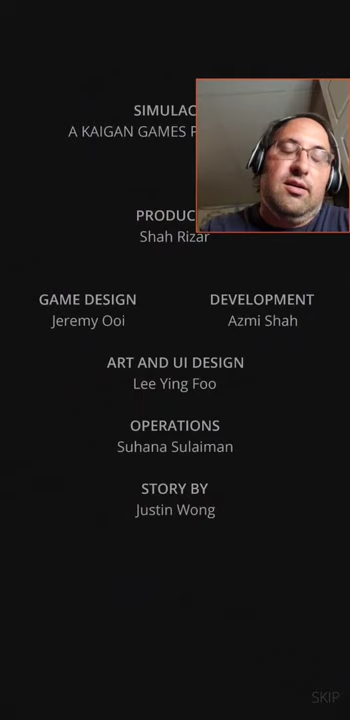 SIMULAC
A KAIGAN GAMES
PRODUC
Shah Rizar
GAME DESIGN DEVELOPMENT
Jeremy Ooi Azmi Shah
ART AND UI DESIGN
Lee Ying Foo
OPERATIONS
Suhana Sulaiman
STORY BY
Justin Wong
SKIP